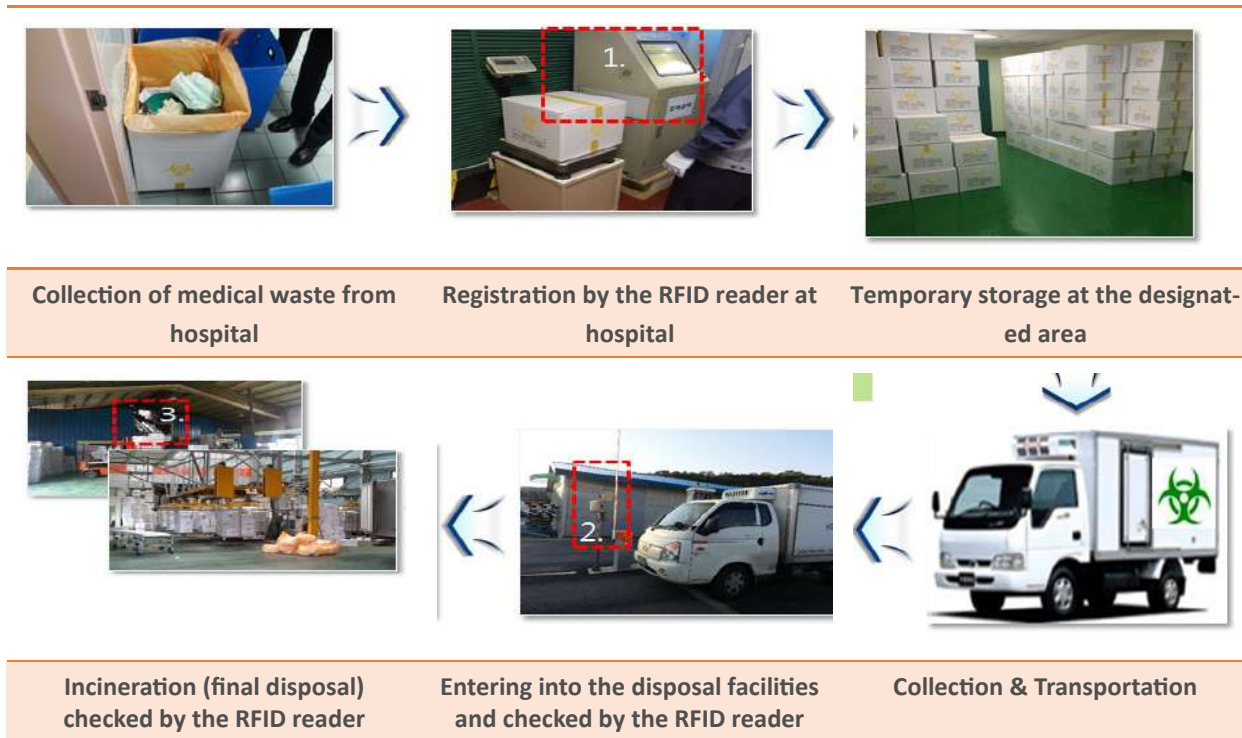 1.
Collection of medical waste from
hospital
Registration by the RFID reader at
hospital
Temporary storage at the designat-
ed area
3.
2.
Incineration (final disposal)
checked by the RFID reader
Entering into the disposal facilities
and checked by the RFID reader
Collection & Transportation